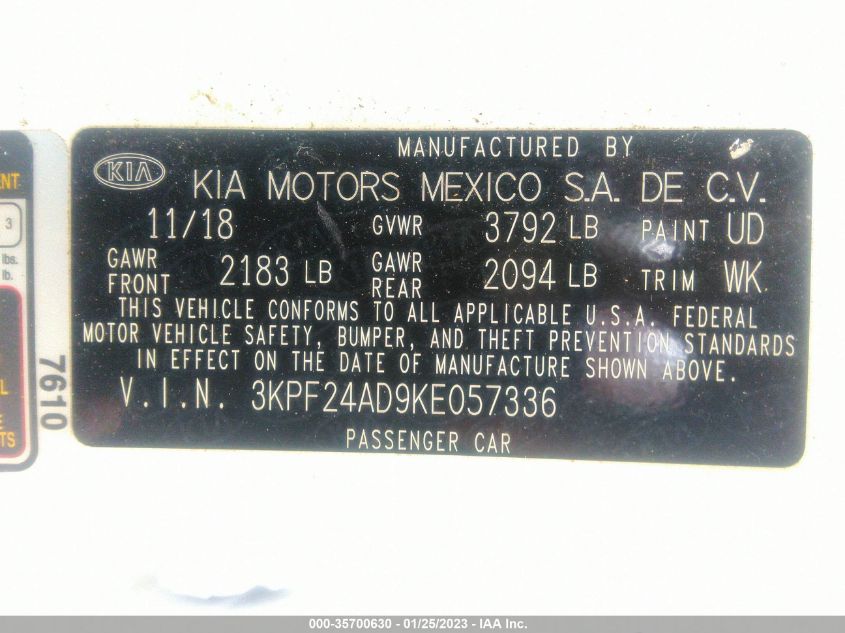 MANUFACTURED BY
KIA KIA MOTORS MEXICO S.A. DE C.V.
11/18 GVWR 3792 LB PAINT UD
GAWR FRONT 2183 LB GAWR REAR 2094 LB TRIM WK
THIS VEHICLE CONFORMS TO ALL APPLICABLE U.S.A. FEDERAL
MOTOR VEHICLE SAFETY, BUMPER, AND THEFT PREVENTION STANDARDS
IN EFFECT ON THE DATE OF MANUFACTURE SHOWN ABOVE.
V.I.N. 3KPF24AD9KE057336
PASSENGER CAR
7610
3
lbs.
lb.
000-35700630 - 01/25/2023 - IAA Inc.